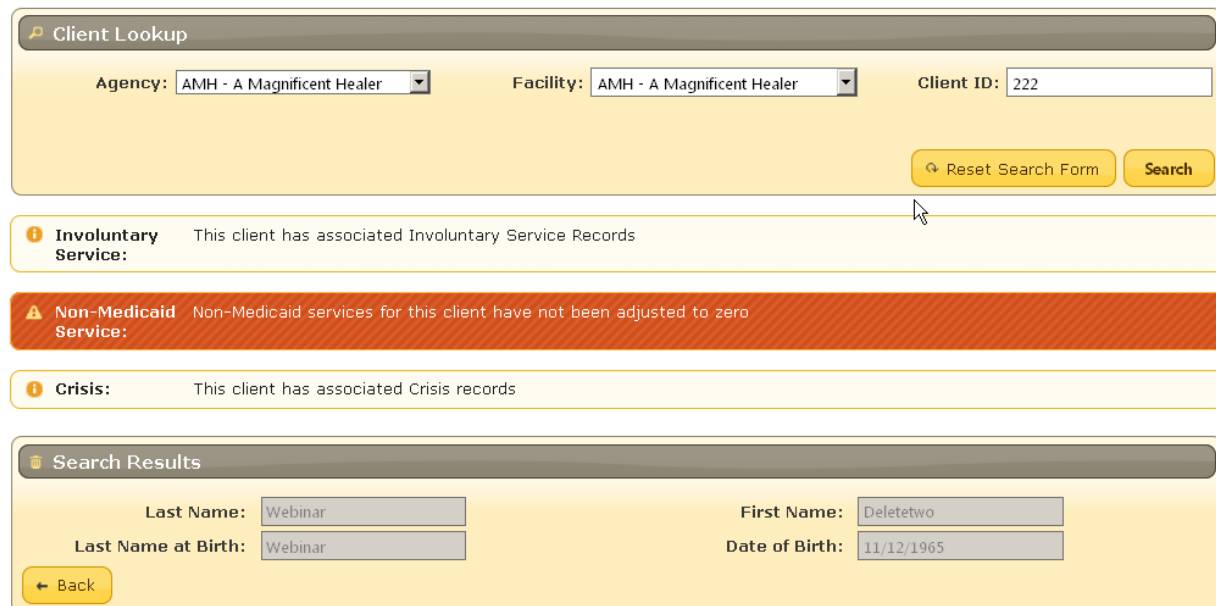 Client Lookup
Agency: AMH - A Magnificent Healer Facility: AMH - A Magnificent Healer Client ID: 222
Reset Search Form Search
Involuntary This client has associated Involuntary Service Records
Service:
Non-Medicaid Non-Medicaid services for this client have not been adjusted to zero
Service:
Crisis: This client has associated Crisis records
Search Results
Last Name: Webinar First Name: Deletetwo
Last Name at Birth: Webinar Date of Birth: 11/12/1965
Back